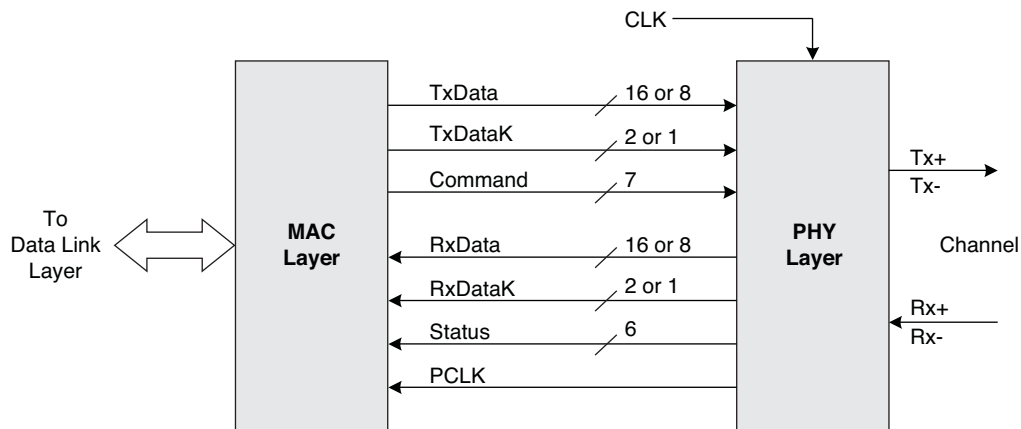 CLK
TxData 16 or 8
TxDataK 2 or 1
Command 7
To
Data Link
Layer
MAC
Layer
RxData 16 or 8
RxDataK 2 or 1
Status 6
PCLK
PHY
Layer
Tx+
Tx-
Channel
Rx+
Rx-